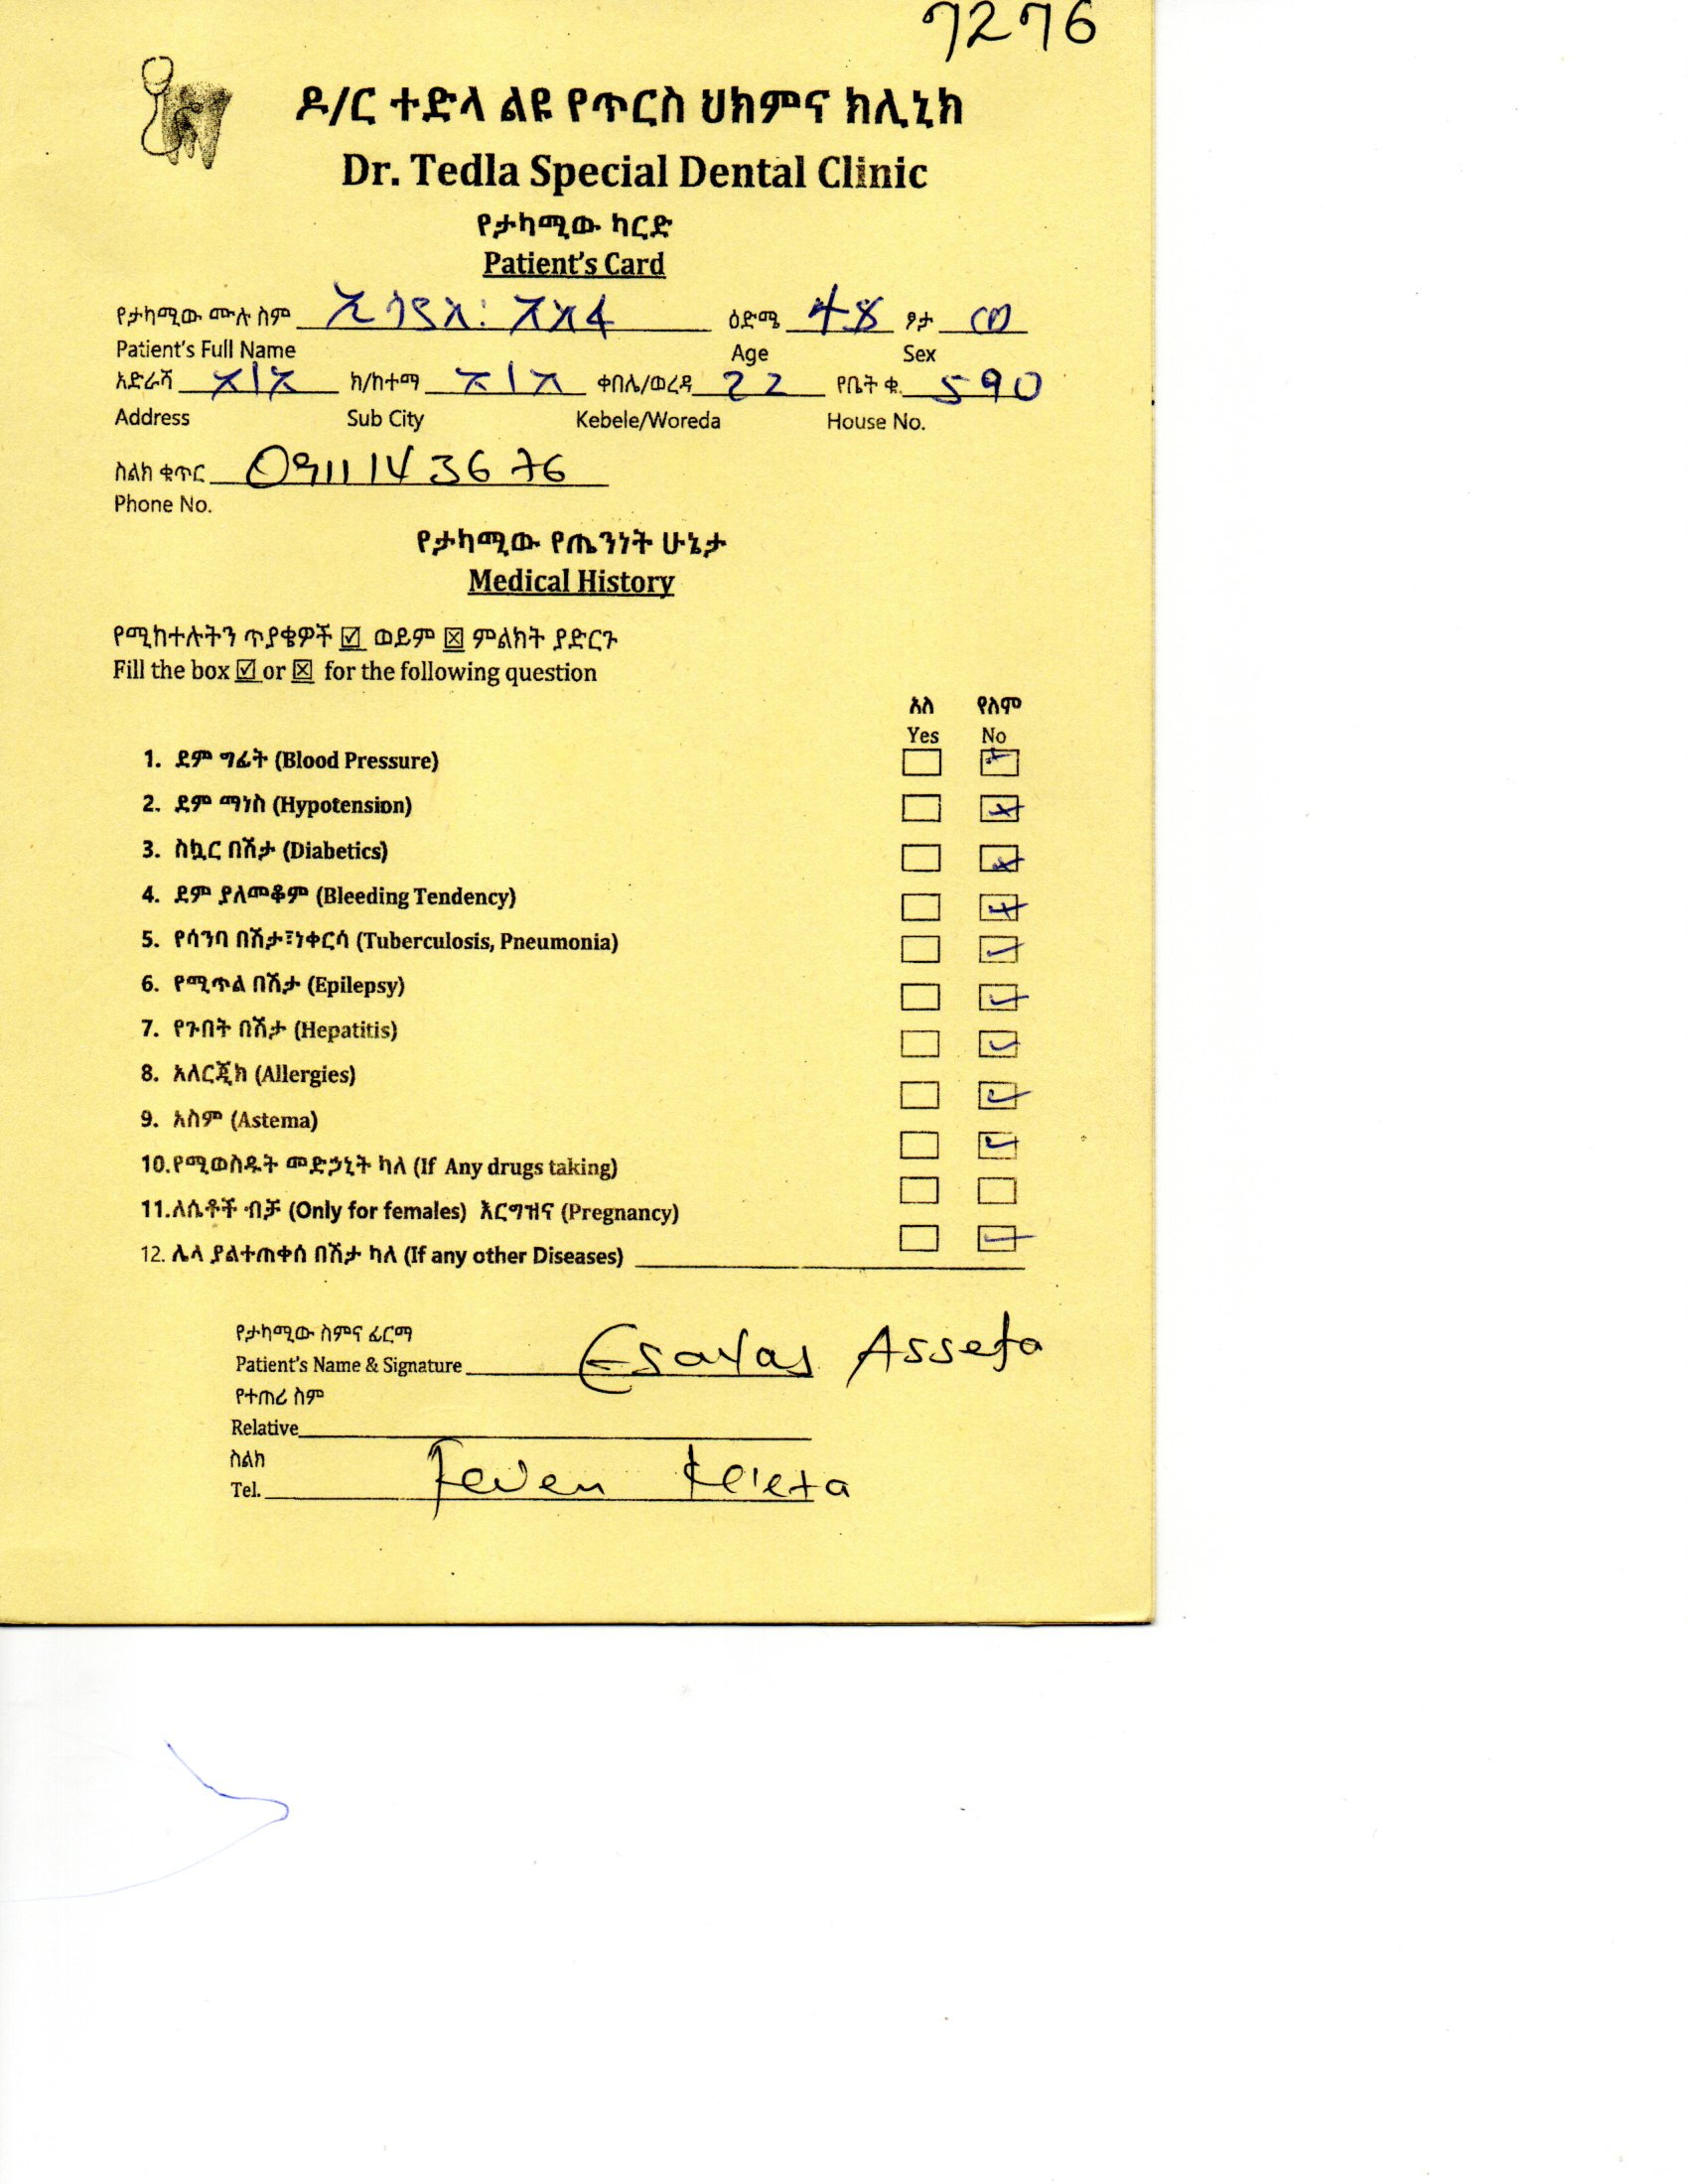 7276
ዶ/ር ተድላ ልዩ የጥርስ ህክምና ክሊኒክ
Dr. Tedla Special Dental Clinic
የታካሚው ካርድ
Patient's Card
የታካሚው ሙሉ ስም ኢሳያስ አሰፋ ዕድሜ 48 ፆታ ወ
Patient's Full Name Age Sex
አድራሻ አ/አ ክ/ከተማ አ/አ ቀበሌ/ወረዳ 22 የቤት ቁ. 590
Address Sub City Kebele/Woreda House No.
ስልክ ቁጥር 0911143676
Phone No.
የታካሚው የጤንነት ሁኔታ
Medical History
የሚከተሉትን ጥያቄዎች ☑ ወይም ☒ ምልክት ያድርጉ
Fill the box ☑ or ☒ for the following question
አለ የለም
Yes No
1. ደም ግፊት (Blood Pressure)
2. ደም ማነስ (Hypotension)
3. ስኳር በሽታ (Diabetics)
4. ደም ያለመቆም (Bleeding Tendency)
5. የሳንባ በሽታ፣ነቀርሳ (Tuberculosis, Pneumonia)
6. የሚጥል በሽታ (Epilepsy)
7. የጉበት በሽታ (Hepatitis)
8. አለርጂክ (Allergies)
9. አስም (Astema)
10.የሚወስዱት መድኃኒት ካለ (If Any drugs taking)
11.ለሴቶች ብቻ (Only for females) እርግዝና (Pregnancy)
12. ሌላ ያልተጠቀሰ በሽታ ካለ (If any other Diseases)
የታካሚው ስምና ፊርማ
Patient's Name & Signature Esayas Assefa
የተጠሪ ስም
Relative
ስልክ
Tel. Feven